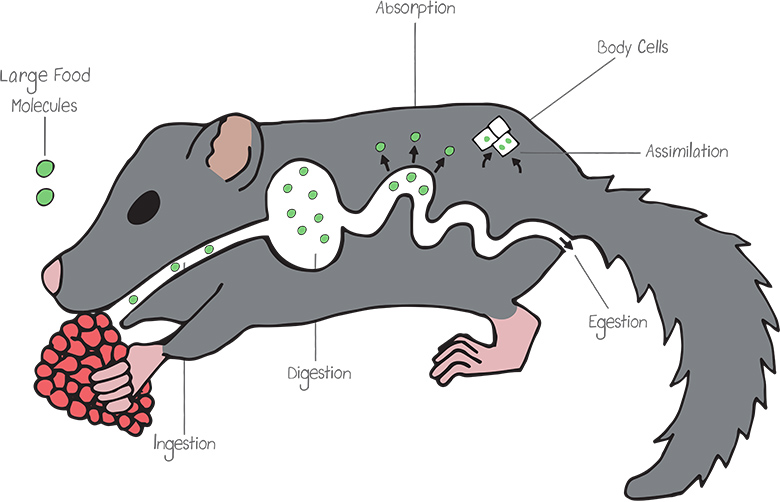 Absorption
Body Cells
Large Food
Molecules
Assimilation
Egestion
Digestion
Ingestion